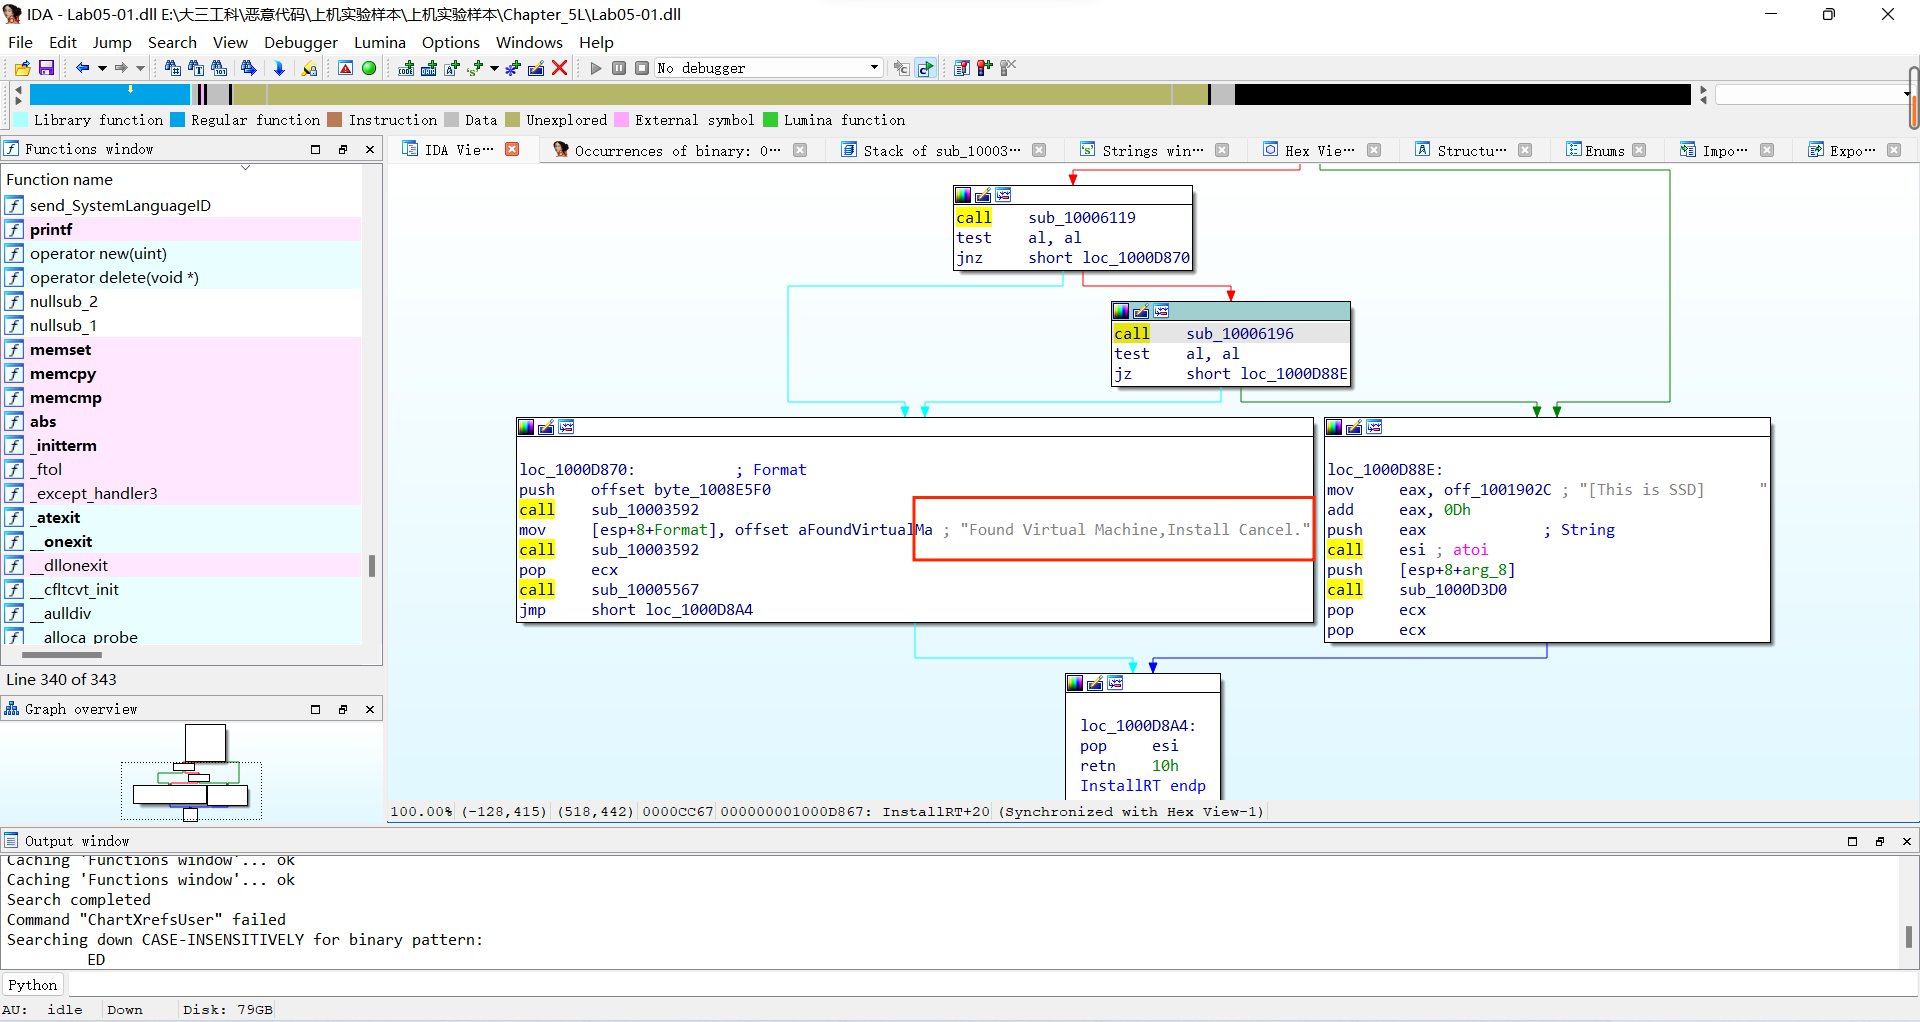 IDA - Lab05-01.dll E:\大三工科\恶意代码\上机实验样本\上机实验样本\Chapter_5L\Lab05-01.dll
File Edit Jump Search View Debugger Lumina Options Windows Help
No debugger
Library function Regular function Instruction Data Unexplored External symbol Lumina function
Functions window
IDA Vie··· Occurrences of binary: 0··· Stack of sub_10003··· Strings win··· Hex Vie··· Structu··· Enums Impo··· Expo···
Function name
send_SystemLanguageID
printf
operator new(uint)
operator delete(void *)
nullsub_2
nullsub_1
memset
memcpy
memcmp
abs
_initterm
_ftol
_except_handler3
_atexit
__onexit
__dllonexit
__cfltcvt_init
__aulldiv
__alloca_probe
Line 340 of 343
Graph overview
call sub_10006119
test al, al
jnz short loc_1000D870
call sub_10006196
test al, al
jz short loc_1000D88E
loc_1000D870: ; Format
push offset byte_1008E5F0
call sub_10003592
mov [esp+8+Format], offset aFoundVirtualMa ; "Found Virtual Machine,Install Cancel."
call sub_10003592
pop ecx
call sub_10005567
jmp short loc_1000D8A4
loc_1000D88E:
mov eax, off_1001902C ; "[This is SSD] "
add eax, 0Dh
push eax ; String
call esi ; atoi
push [esp+8+arg_8]
call sub_1000D3D0
pop ecx
pop ecx
loc_1000D8A4:
pop esi
retn 10h
InstallRT endp
100.00% (-128,415) (518,442) 0000CC67 000000001000D867: InstallRT+20 (Synchronized with Hex View-1)
Output window
Caching 'Functions window'... ok
Caching 'Functions window'... ok
Search completed
Command "ChartXrefsUser" failed
Searching down CASE-INSENSITIVELY for binary pattern:
ED
Python
AU: idle Down Disk: 79GB